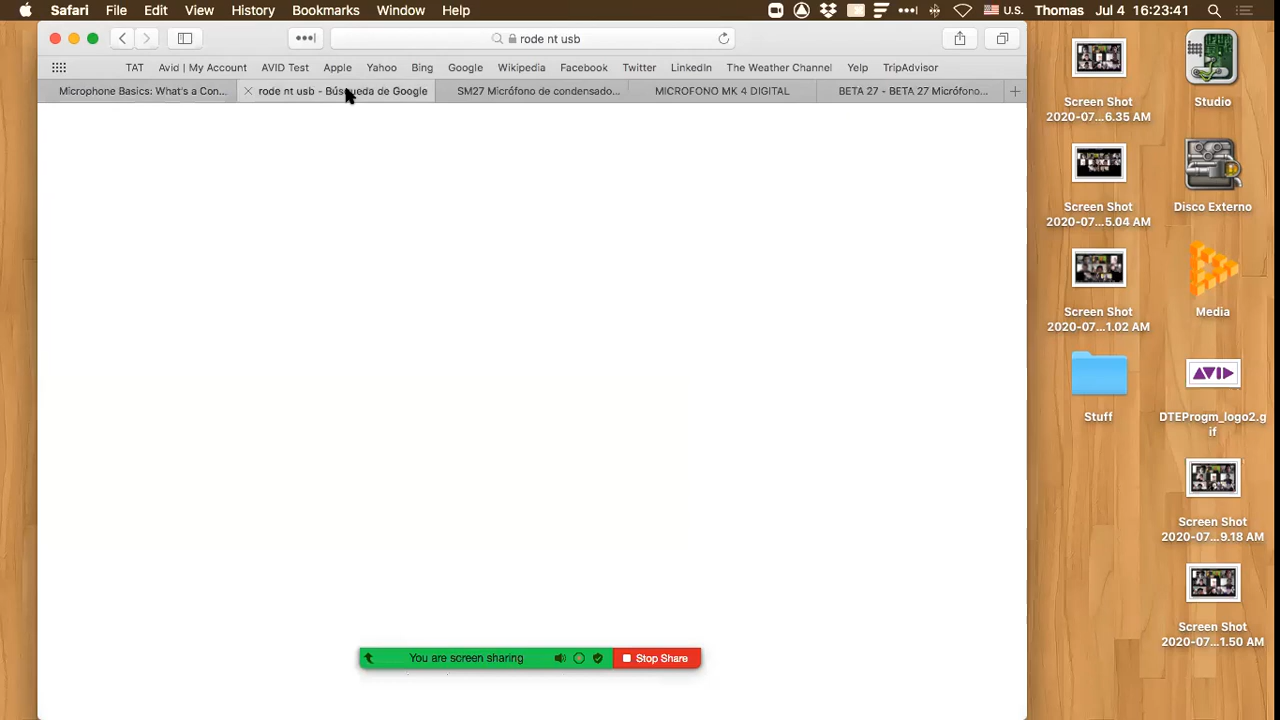 Safari File Edit View History Bookmarks Window Help U.S. Thomas Jul 4 16:23:41
rode nt usb
TAT Avid | My Account AVID Test Apple Yahoo Bing Google Wikipedia Facebook Twitter LinkedIn The Weather Channel Yelp TripAdvisor
Microphone Basics: What's a Con... rode nt usb - Búsqueda de Google SM27 Micrófono de condensado... MICROFONO MK 4 DIGITAL BETA 27 - BETA 27 Micrófono...
Screen Shot
2020-07...6.35 AM
Studio
Screen Shot
2020-07...5.04 AM
Disco Externo
Screen Shot
2020-07...1.02 AM
Media
Stuff
AVID
DTEProgm_logo2.g
if
Screen Shot
2020-07...9.18 AM
Screen Shot
2020-07...1.50 AM
You are screen sharing Stop Share